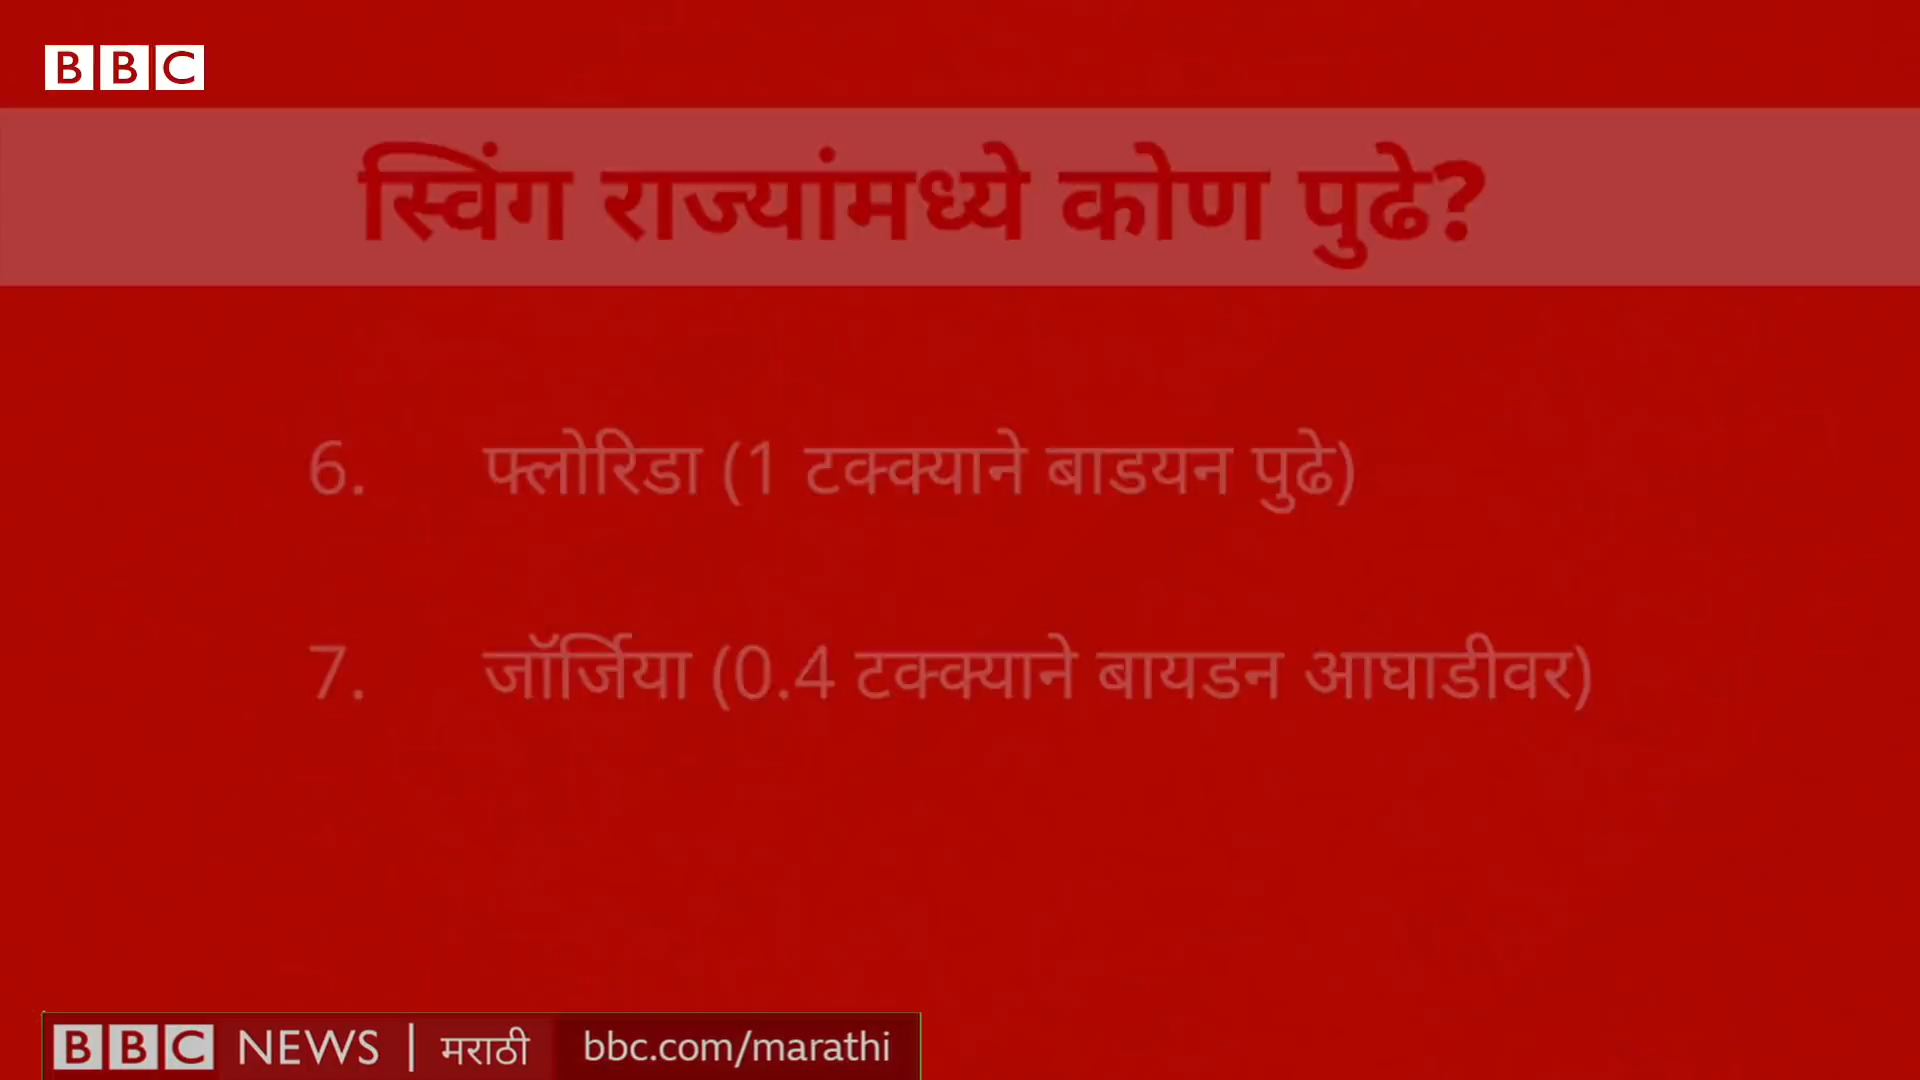 BBC
स्विंग राज्यांमध्ये कोण पुढे?
6. फ्लोरिडा (1 टक्क्याने बाडयन पुढे)
7. जॉर्जिया (0.4 टक्क्याने बायडन आघाडीवर)
BBC NEWS | मराठी bbc.com/marathi